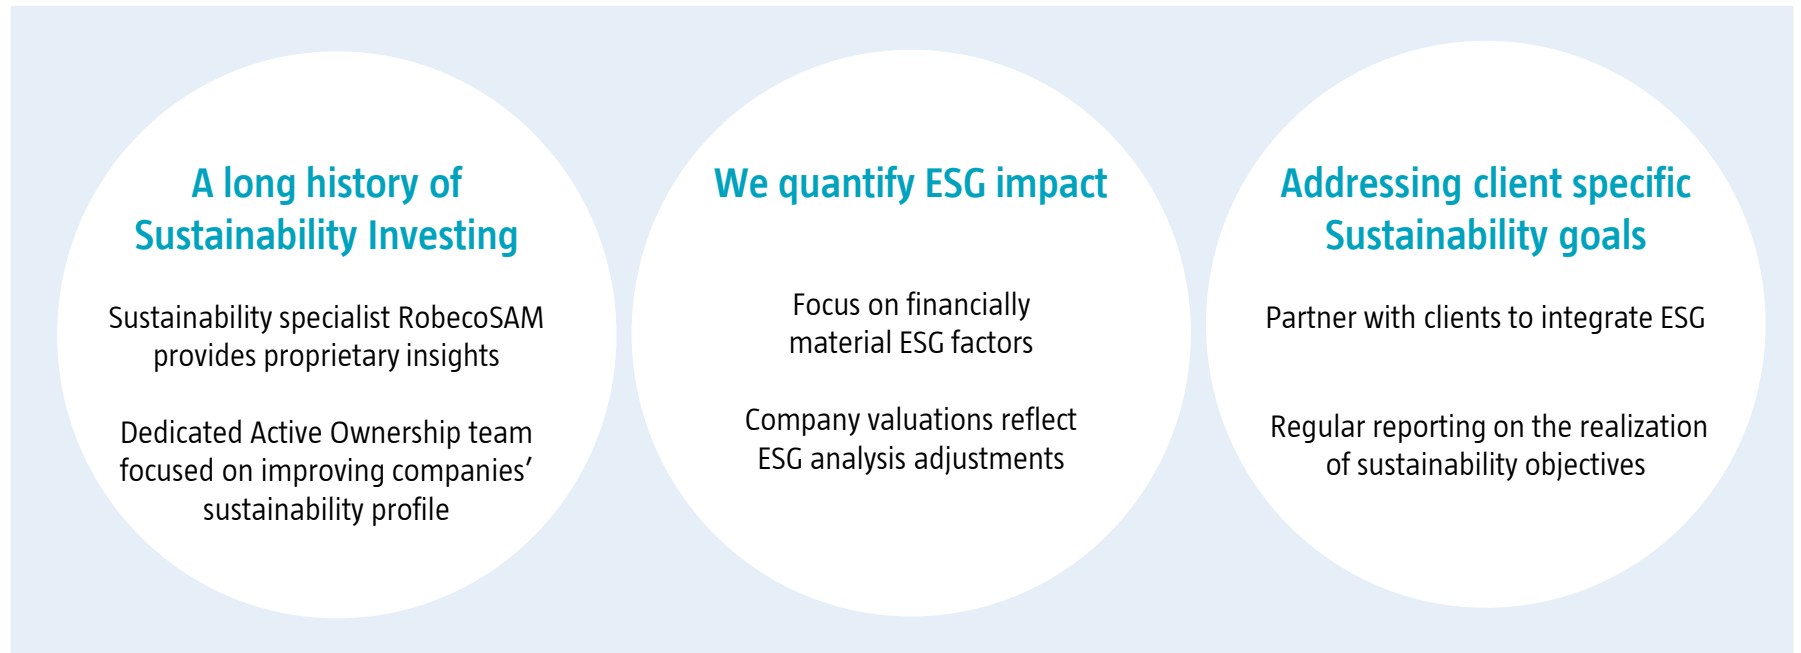 A long history of
Sustainability Investing
Sustainability specialist RobecoSAM
provides proprietary insights
Dedicated Active Ownership team
focused on improving companies’
sustainability profile
We quantify ESG impact
Focus on financially
material ESG factors
Company valuations reflect
ESG analysis adjustments
Addressing client specific
Sustainability goals
Partner with clients to integrate ESG
Regular reporting on the realization
of sustainability objectives